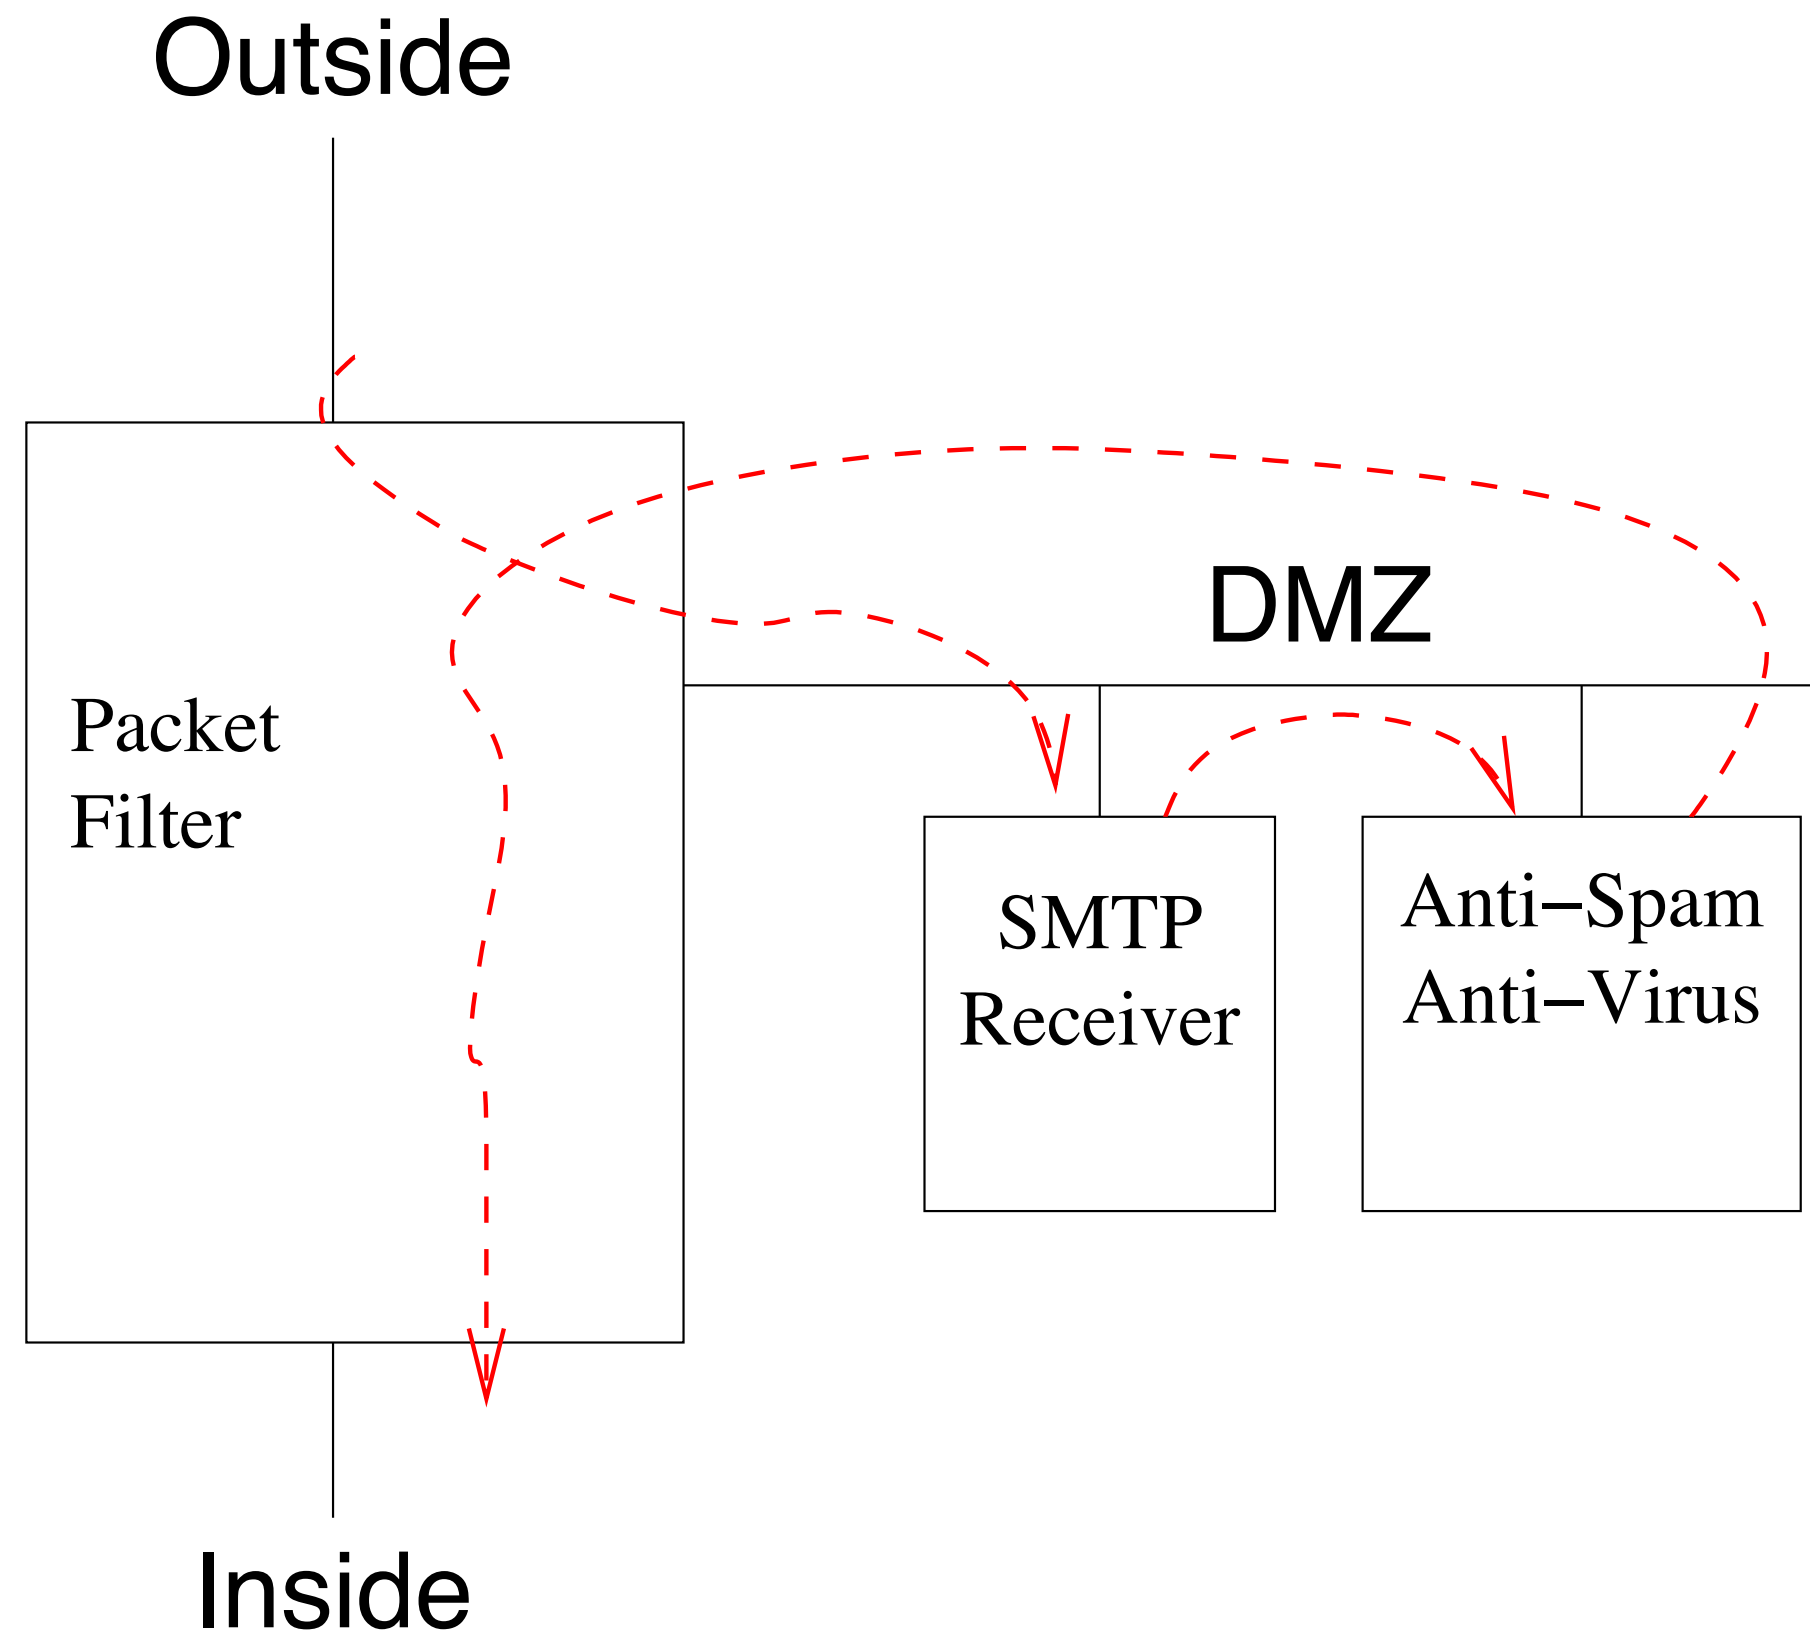 Outside
DMZ
Packet
Filter
SMTP
Receiver
Anti−Spam
Anti−Virus
Inside